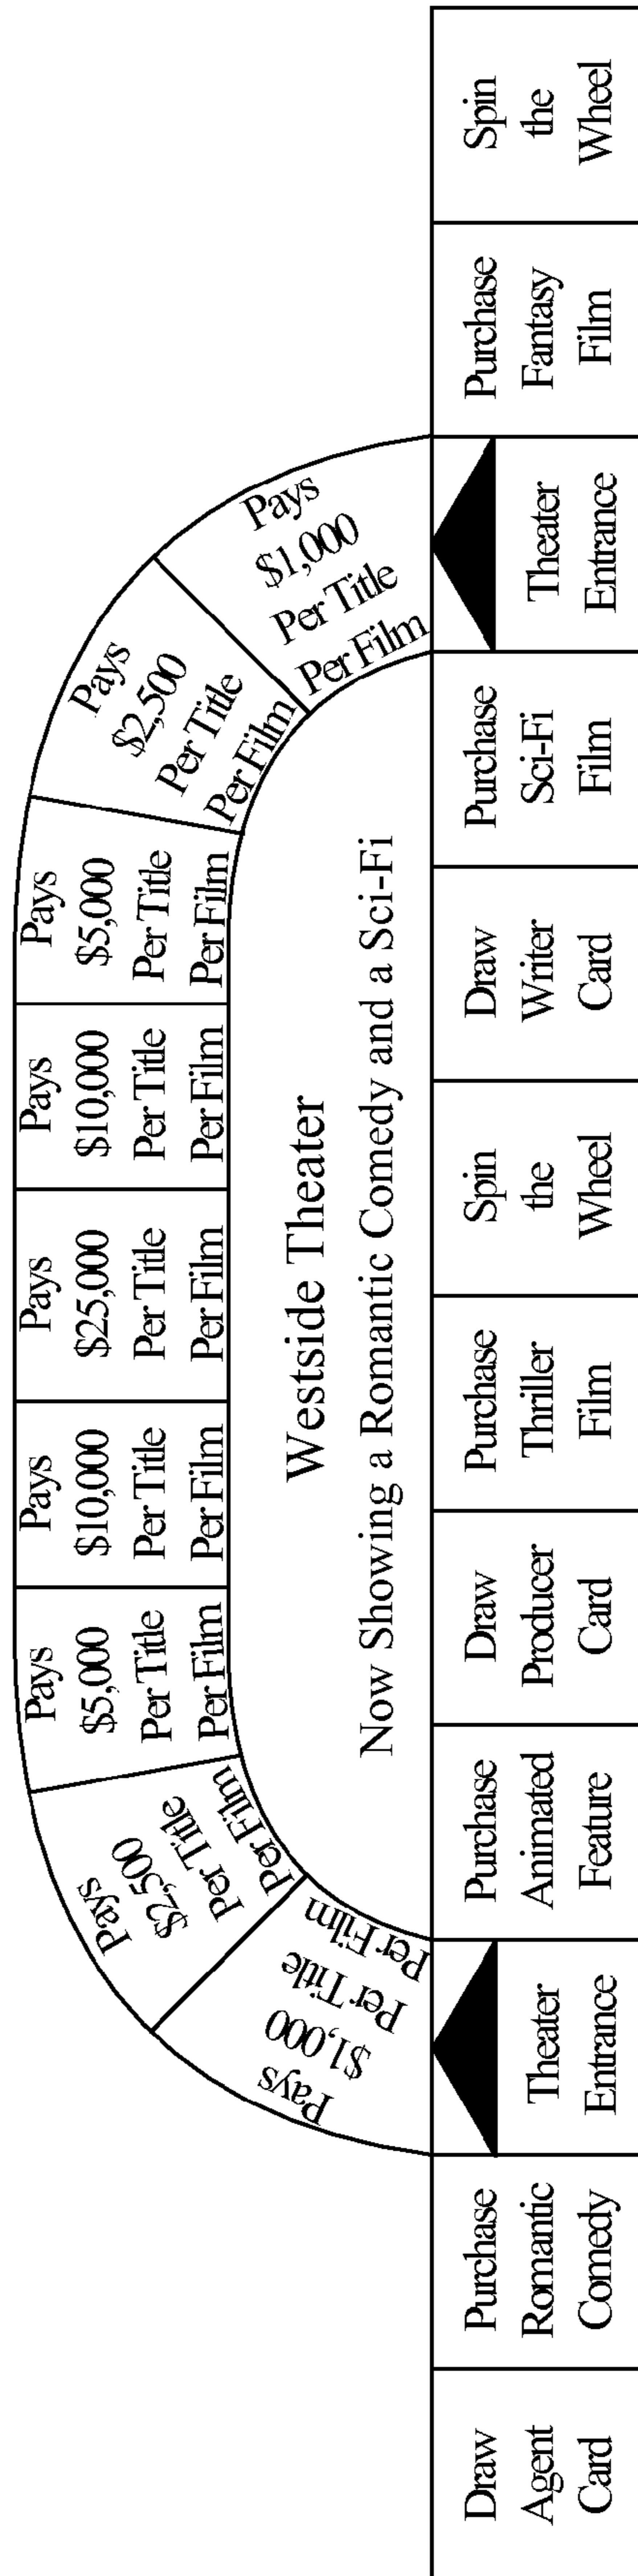 Pays
$1,000
Per Title
Per Film
Pays
$2,500
Per Title
Per Film
Pays
$5,000
Per Title
Per Film
Pays
$10,000
Per Title
Per Film
Pays
$25,000
Per Title
Per Film
Pays
$10,000
Per Title
Per Film
Pays
$5,000
Per Title
Per Film
Pays
$2,500
Per Title
Per Film
Pays
$1,000
Per Title
Per Film
Westside Theater
Now Showing a Romantic Comedy and a Sci-Fi
Draw
Agent
Card
Purchase
Romantic
Comedy
Theater
Entrance
Purchase
Animated
Feature
Draw
Producer
Card
Purchase
Thriller
Film
Spin
the
Wheel
Draw
Writer
Card
Purchase
Sci-Fi
Film
Theater
Entrance
Purchase
Fantasy
Film
Spin
the
Wheel